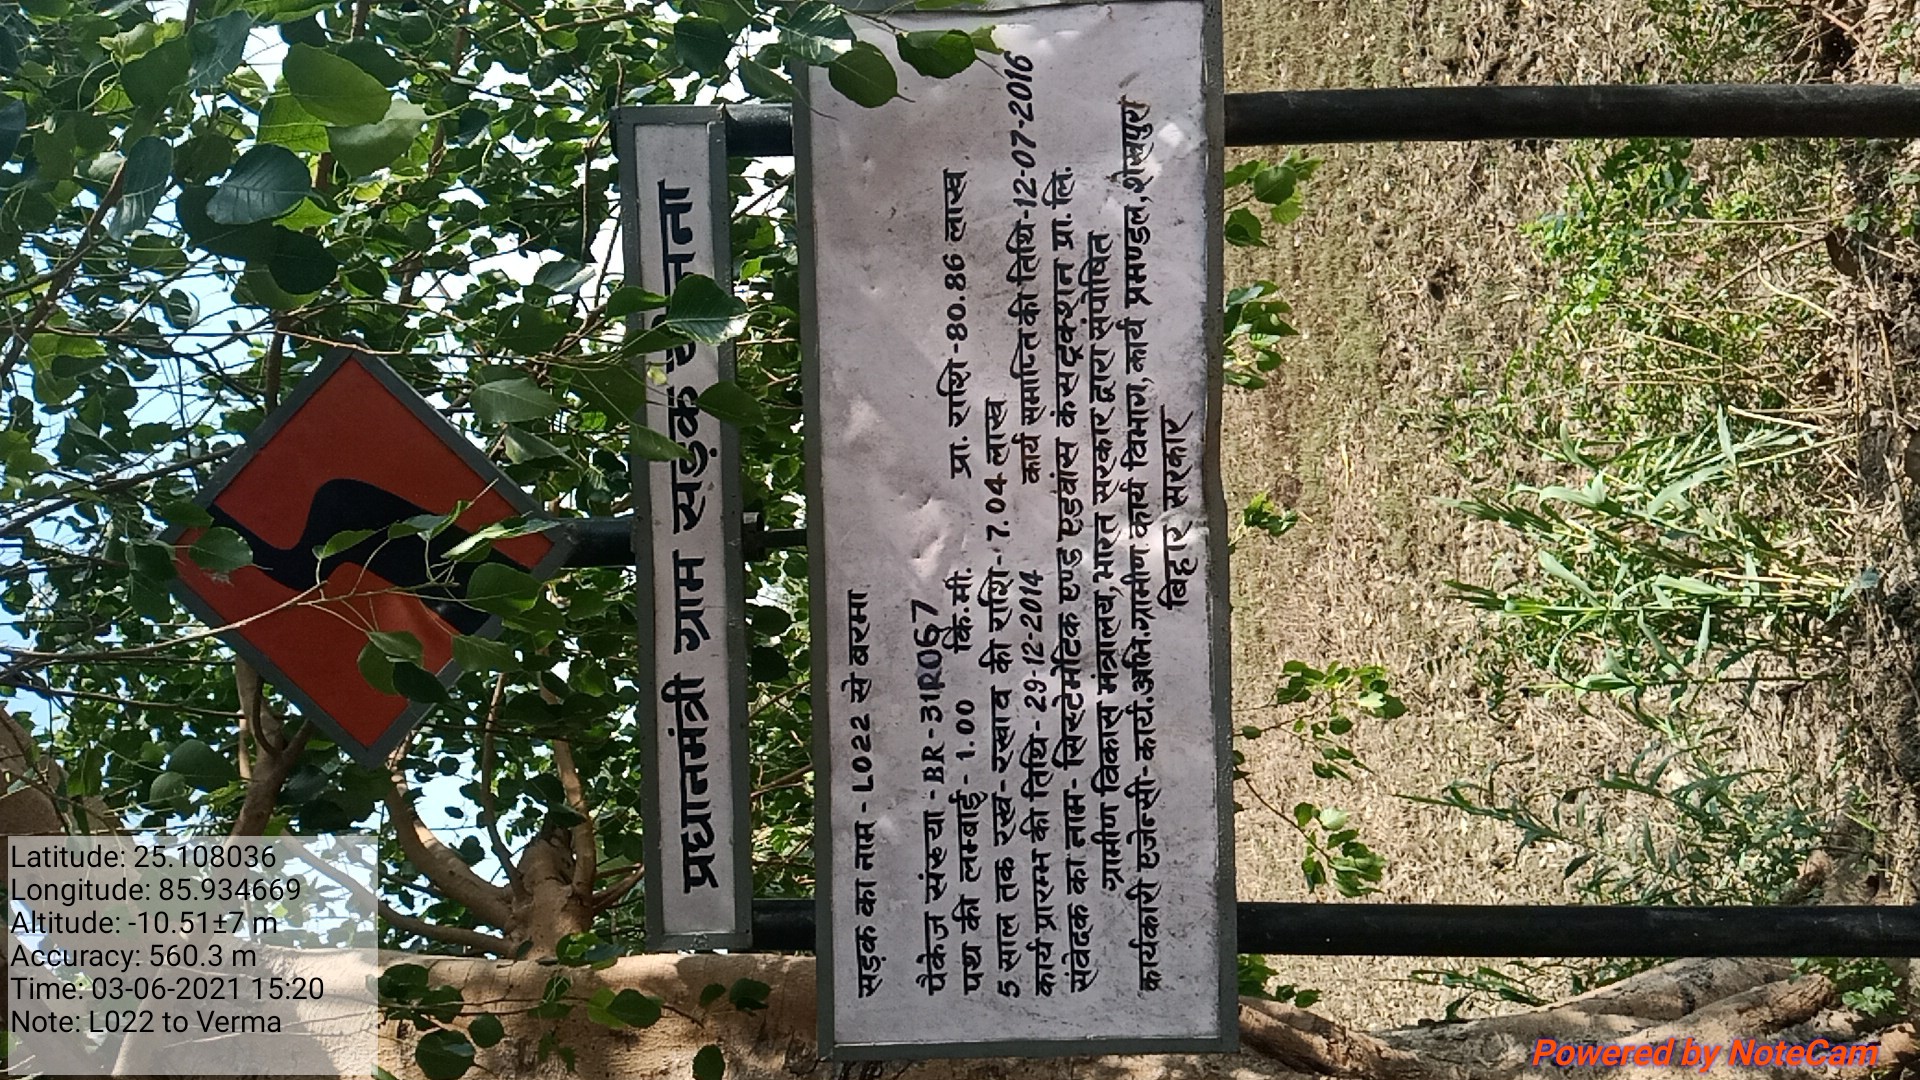 प्रधानमंत्री ग्राम सड़क
सड़क का नाम - L022 से बरमा
पैकेज संख्या - BR - 31R067
पथ की लम्बाई - 1.00 कि.मी. प्रा. राशि - 80.86 लाख
5 साल तक रख - रखाव की राशि - 7.04 लाख
कार्य प्रारम्भ की तिथि - 29-12-2014 कार्य समाप्ति की तिथि-12-07-2016
संवेदक का नाम- सिस्टेमेटिक एण्ड एडवांस कंसट्रक्शन प्रा. लि.
ग्रामीण विकास मंत्रालय, भारत सरकार द्वारा संपोषित
कार्यकारी एजेन्सी-कार्य.अभि.ग्रामीण कार्य विभाग, कार्य प्रमण्डल, शेखपुरा
बिहार सरकार
Latitude: 25.108036
Longitude: 85.934669
Altitude: -10.51±7 m
Accuracy: 560.3 m
Time: 03-06-2021 15:20
Note: L022 to Verma
Powered by NoteCam